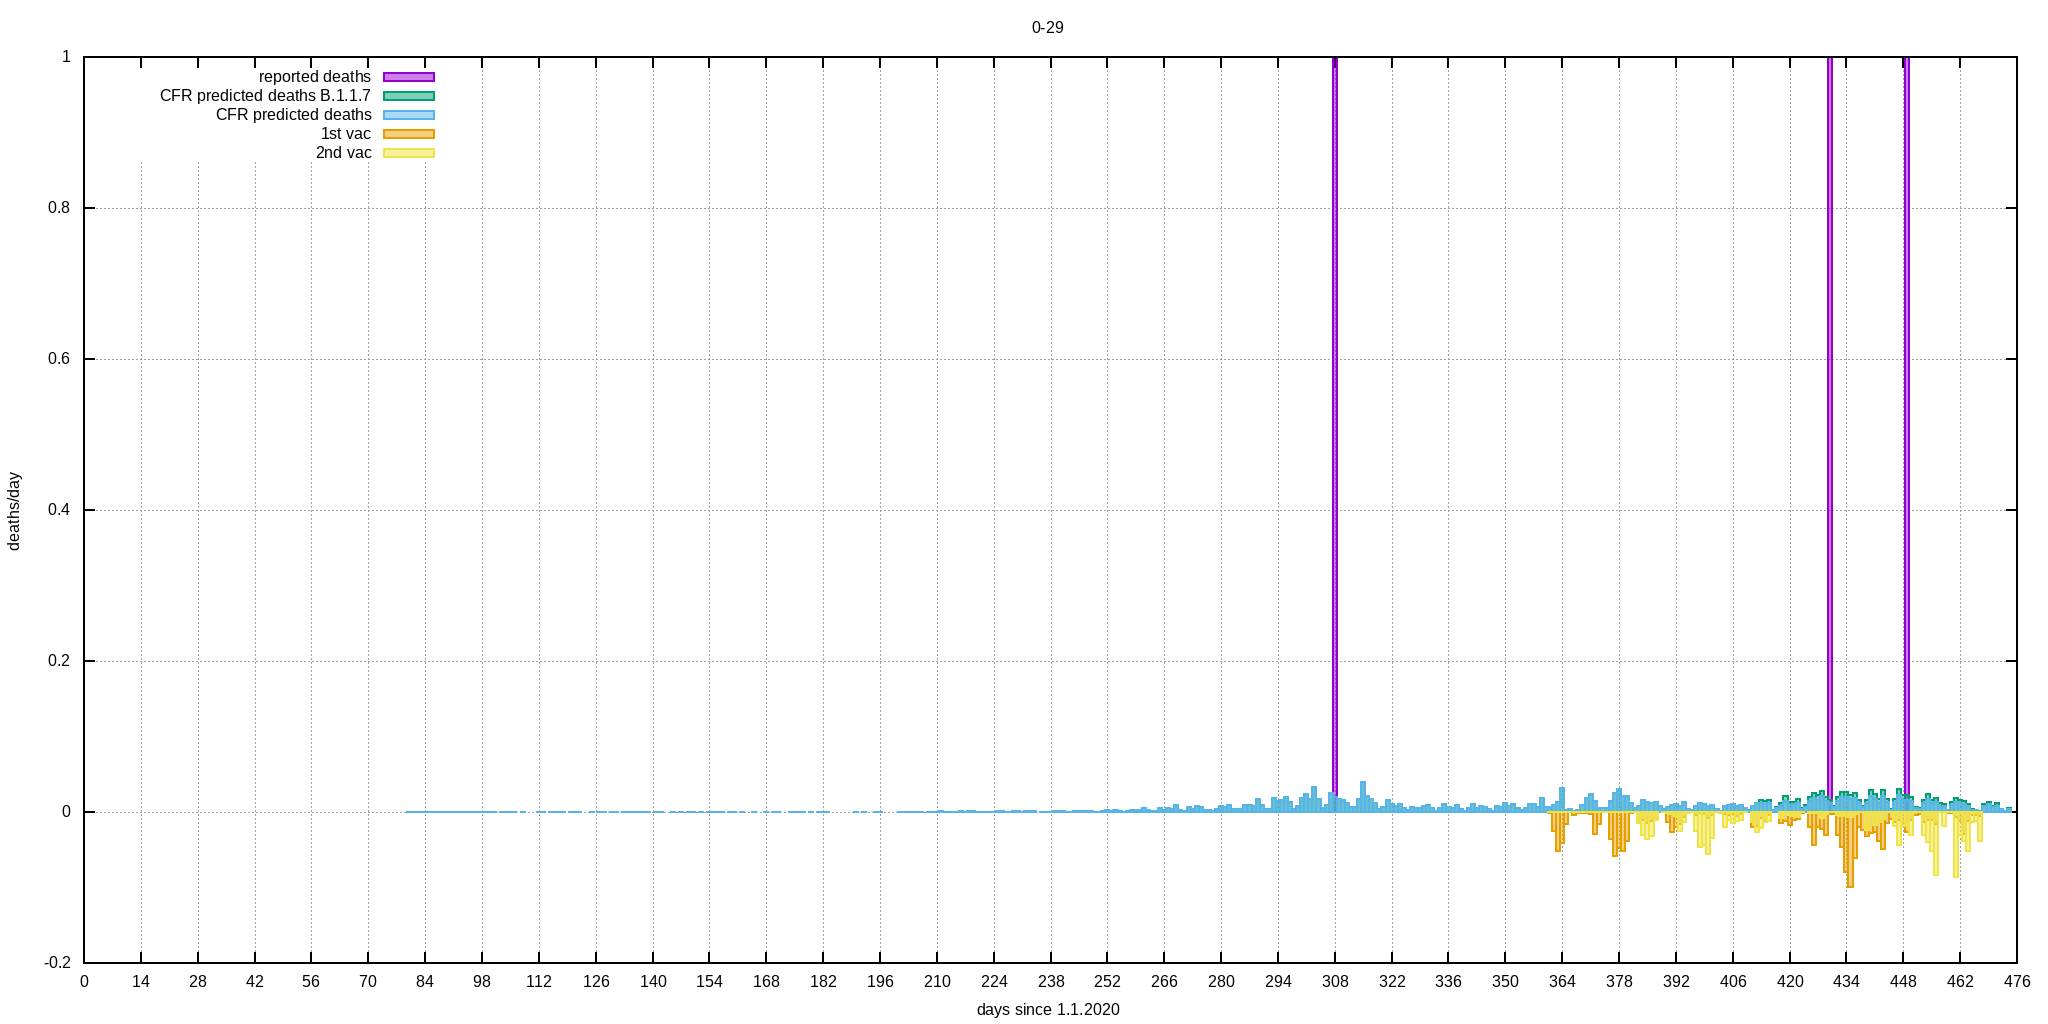 0-29
1
reported deaths
CFR predicted deaths B.1.1.7
CFR predicted deaths
1st vac
2nd vac
0.8
0.6
0.4
deaths/day
0.2
0
-0.2
0 14 28 42 56 70 84 98 112 126 140 154 168 182 196 210 224 238 252 266 280 294 308 322 336 350 364 378 392 406 420 434 448 462 476
days since 1.1.2020